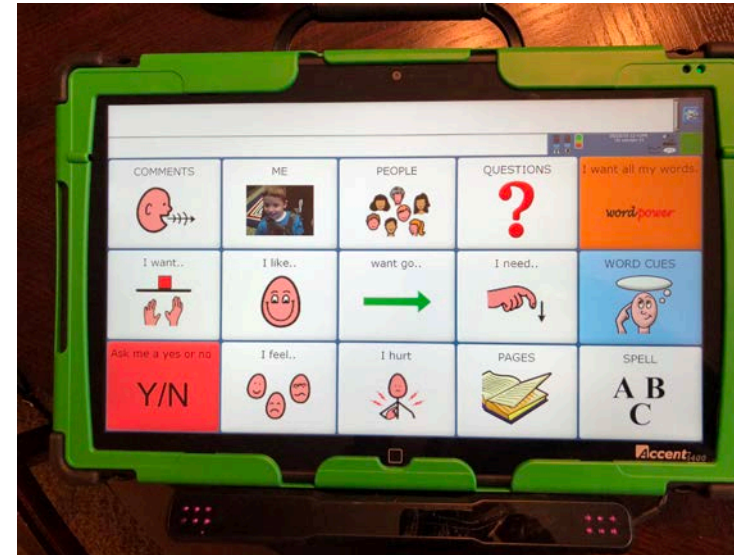 COMMENTS
ME
PEOPLE
QUESTIONS
I want all my words.
wordpower
I want..
I like..
want go..
I need..
WORD CUES
Ask me a yes or no
Y/N
I feel..
I hurt
PAGES
SPELL
A B
C
Accent1400